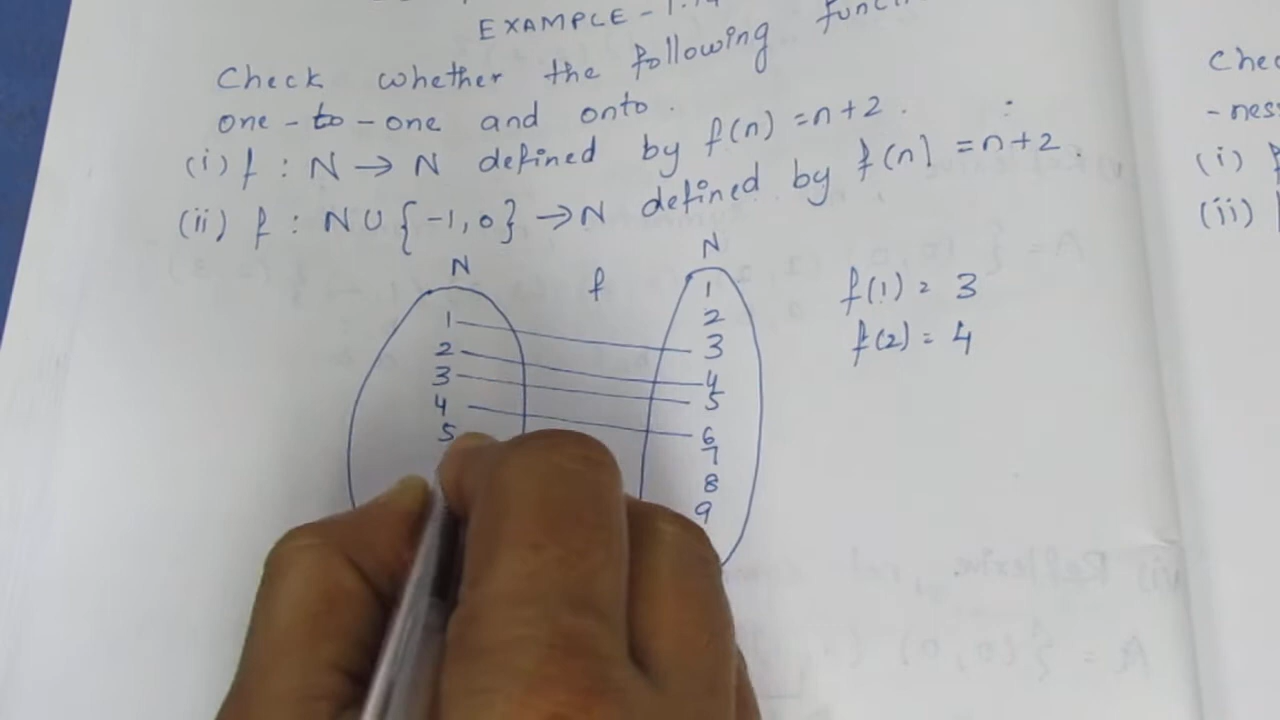 EXAMPLE - 1.
Check whether the following
one-to-one and onto.
(i) f : N → N defined by f(n) = n+2.
(ii) f : N U {-1,0} → N defined by f(n) = n+2.
N f N
1 1
2 2
3 3
4 4
5 5
6
7
8
9
f(1) = 3
f(2) = 4
Chec
- nes
(i) f
(ii)